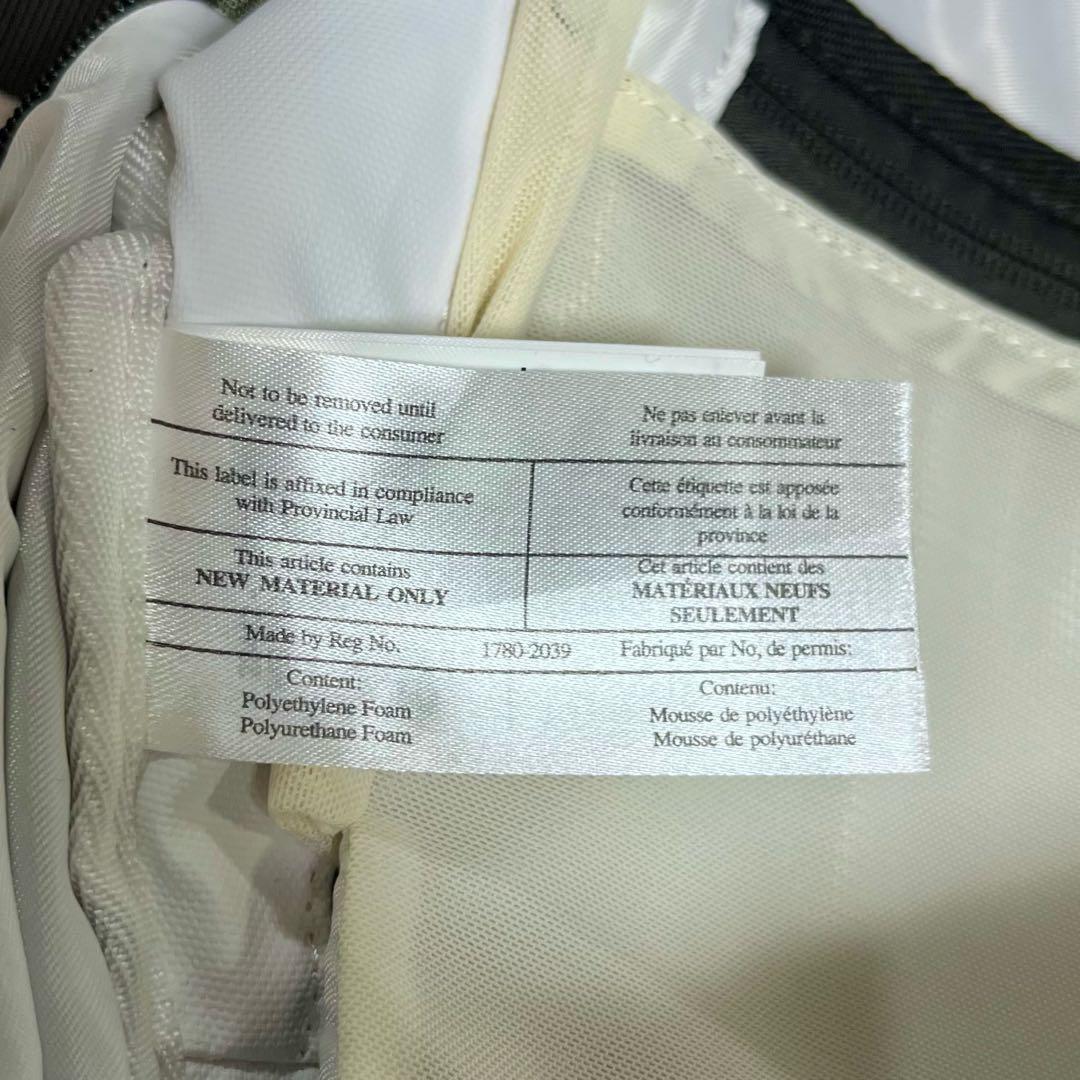 Not to be removed until
delivered to the consumer
Ne pas enlever avant la
livraison au consommateur
This label is affixed in compliance
with Provincial Law
Cette étiquette est apposée
conformément à la loi de la
province
This article contains
NEW MATERIAL ONLY
Cet article contient des
MATÉRIAUX NEUFS
SEULEMENT
Made by Reg No. 1780-2039 Fabriqué par No, de permis:
Content:
Polyethylene Foam
Polyurethane Foam
Contenu:
Mousse de polyéthylène
Mousse de polyuréthane